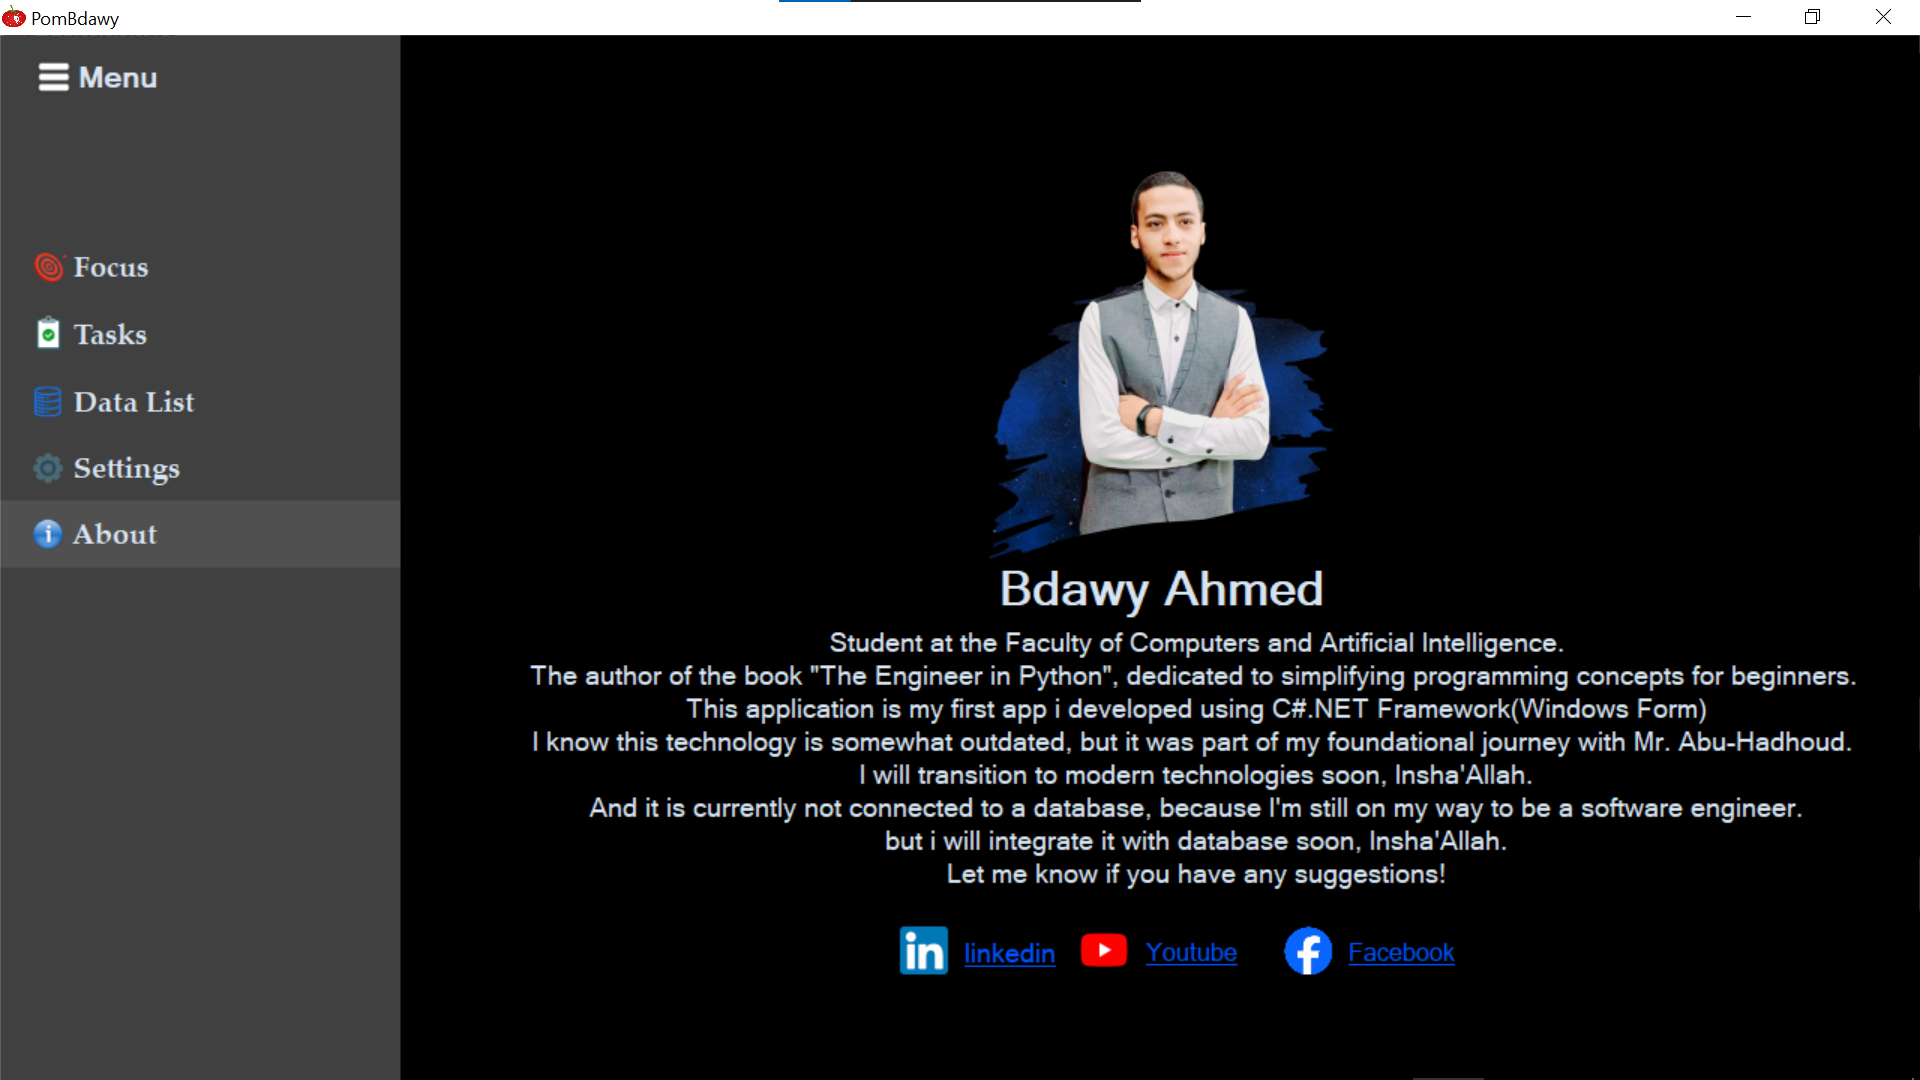 PomBdawy
Menu
Focus
Tasks
Data List
Settings
About
Bdawy Ahmed
Student at the Faculty of Computers and Artificial Intelligence.
The author of the book "The Engineer in Python", dedicated to simplifying programming concepts for beginners.
This application is my first app i developed using C#.NET Framework(Windows Form)
I know this technology is somewhat outdated, but it was part of my foundational journey with Mr. Abu-Hadhoud.
I will transition to modern technologies soon, Insha'Allah.
And it is currently not connected to a database, because I'm still on my way to be a software engineer.
but i will integrate it with database soon, Insha'Allah.
Let me know if you have any suggestions!
in linkedin Youtube f Facebook